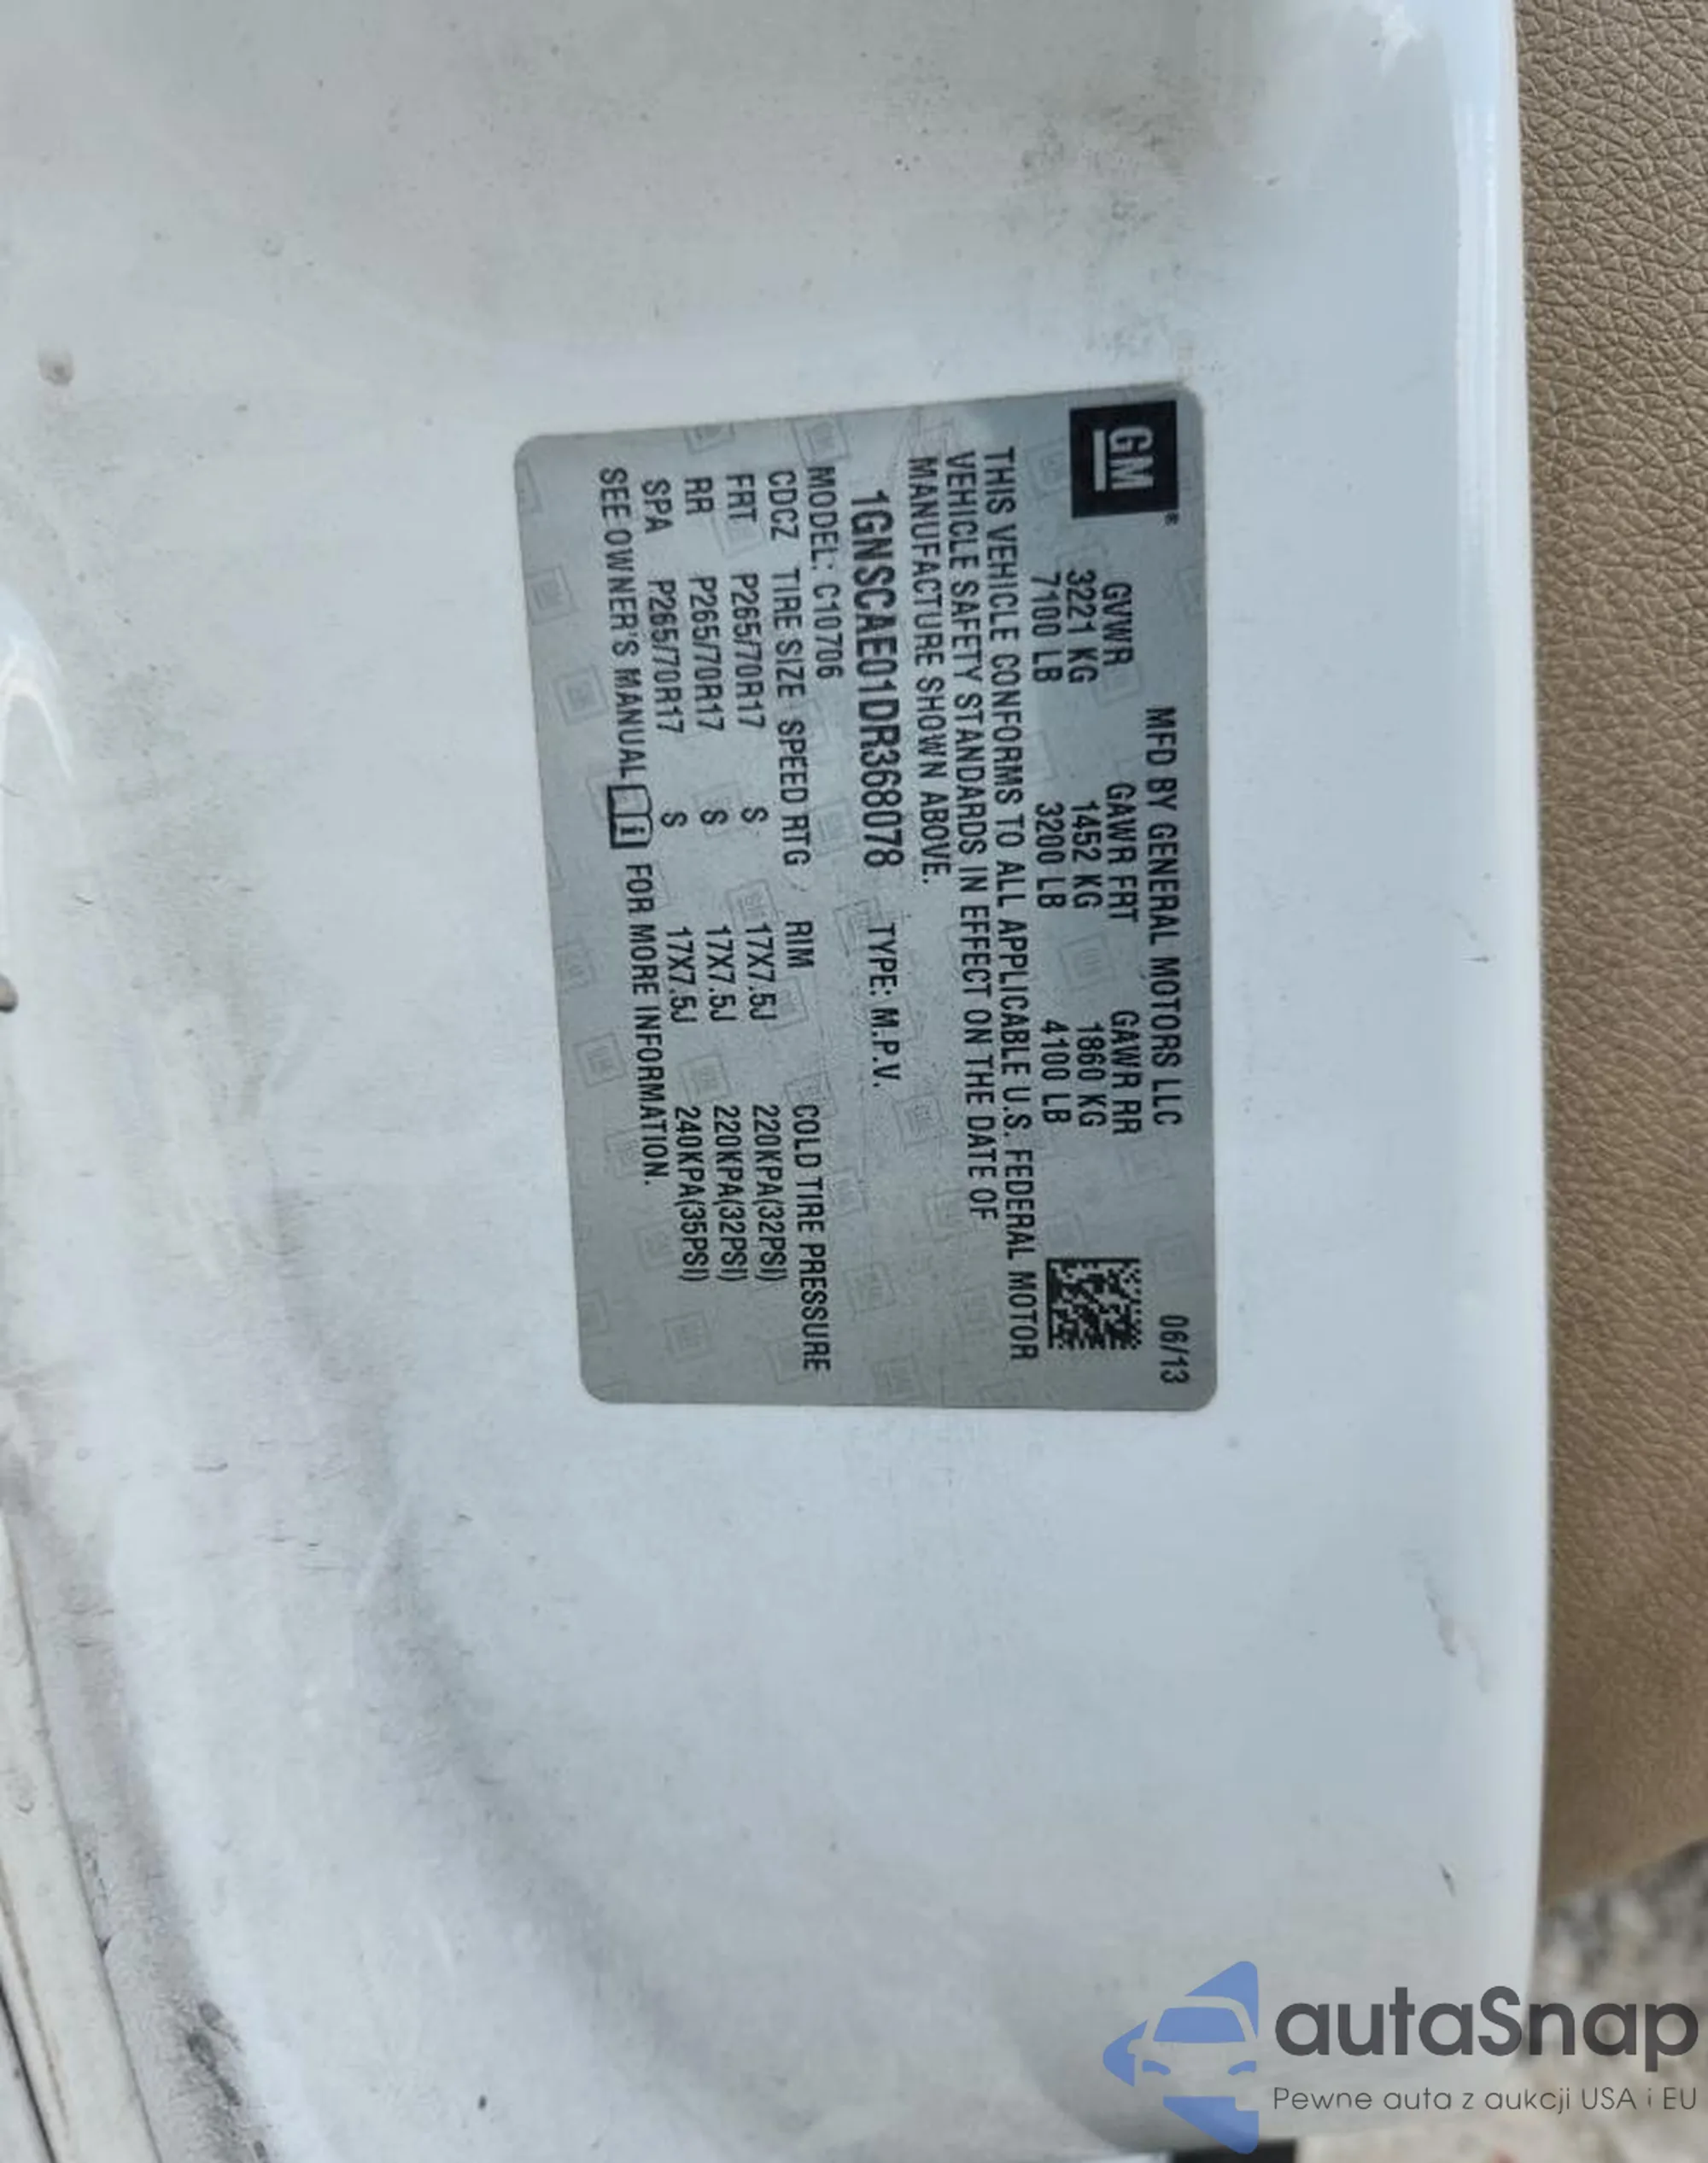 GM®
MFD BY GENERAL MOTORS LLC 06/13
GVWR GAWR FRT GAWR RR
3221 KG 1452 KG 1860 KG
7100 LB 3200 LB 4100 LB
THIS VEHICLE CONFORMS TO ALL APPLICABLE U.S. FEDERAL MOTOR
VEHICLE SAFETY STANDARDS IN EFFECT ON THE DATE OF
MANUFACTURE SHOWN ABOVE.
1GNSCAE01DR368078 TYPE: M.P.V.
MODEL: C10706
CDCZ TIRE SIZE SPEED RTG RIM COLD TIRE PRESSURE
FRT P265/70R17 S 17X7.5J 220KPA(32PSI)
RR P265/70R17 S 17X7.5J 220KPA(32PSI)
SPA P265/70R17 S 17X7.5J 240KPA(35PSI)
SEE OWNER'S MANUAL i FOR MORE INFORMATION.
autaSnap
Pewne auta z aukcji USA i EU